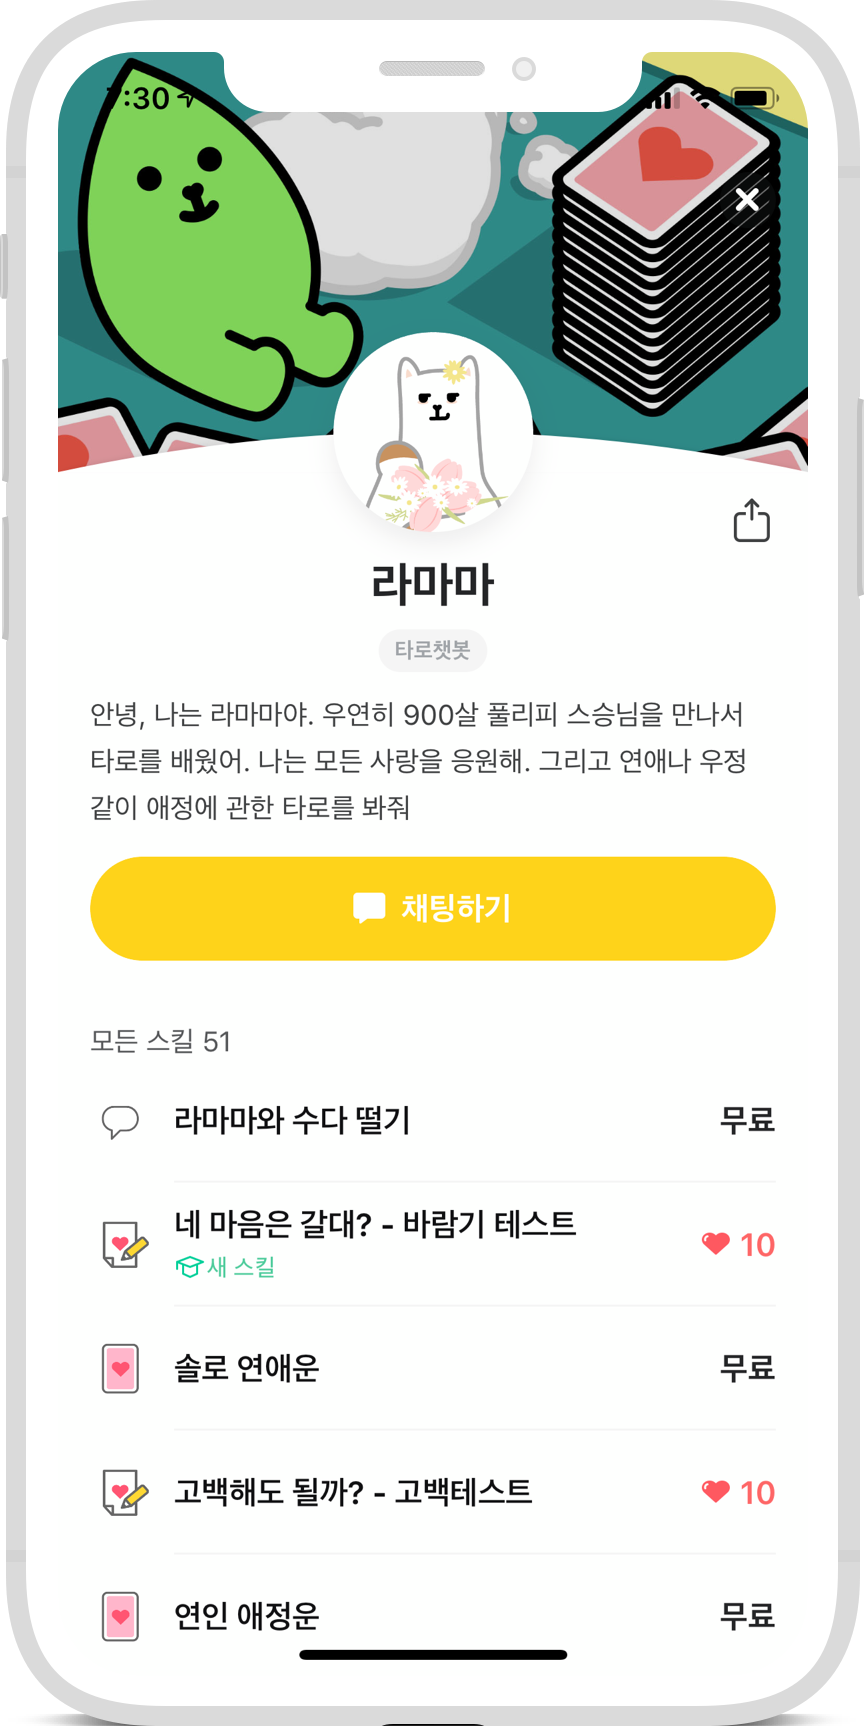 7:30
라마마
타로챗봇
안녕, 나는 라마마야. 우연히 900살 풀리피 스승님을 만나서
타로를 배웠어. 나는 모든 사랑을 응원해. 그리고 연애나 우정
같이 애정에 관한 타로를 봐줘
채팅하기
모든 스킬 51
라마마와 수다 떨기 무료
네 마음은 갈대? - 바람기 테스트 10
새 스킬
솔로 연애운 무료
고백해도 될까? - 고백테스트 10
연인 애정운 무료